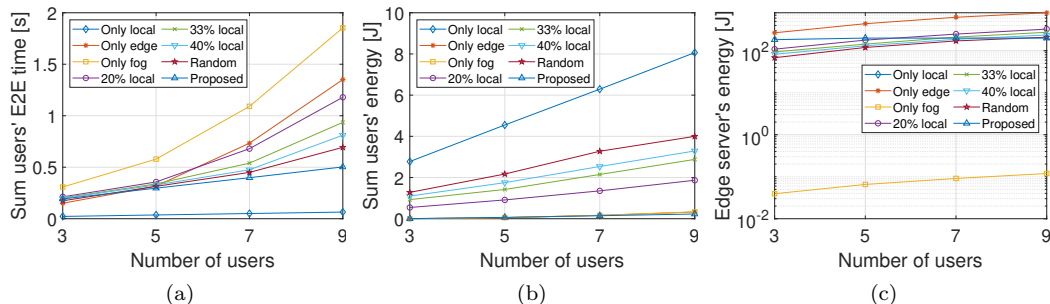 Sum users' E2E time [s]
2
1.5
1
0.5
0
Only local
Only edge
Only fog
20% local
33% local
40% local
Random
Proposed
3 5 7 9
Number of users
(a)
Sum users' energy [J]
10
8
6
4
2
0
Only local
Only edge
Only fog
20% local
33% local
40% local
Random
Proposed
3 5 7 9
Number of users
(b)
Edge server's energy [J]
10²
10⁰
10⁻²
Only local
Only edge
Only fog
20% local
33% local
40% local
Random
Proposed
3 5 7 9
Number of users
(c)